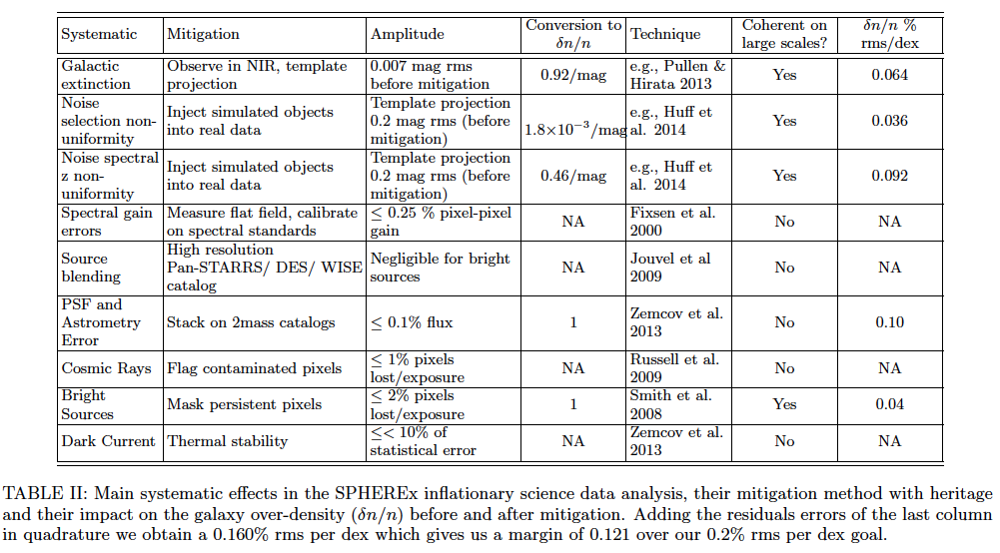 Systematic Mitigation Amplitude Conversion to δn/n Technique Coherent on large scales? δn/n % rms/dex
Galactic extinction Observe in NIR, template projection 0.007 mag rms before mitigation 0.92/mag e.g., Pullen & Hirata 2013 Yes 0.064
Noise selection non-uniformity Inject simulated objects into real data Template projection 0.2 mag rms (before mitigation) 1.8×10⁻³/mag e.g., Huff et al. 2014 Yes 0.036
Noise spectral z non-uniformity Inject simulated objects into real data Template projection 0.2 mag rms (before mitigation) 0.46/mag e.g., Huff et al. 2014 Yes 0.092
Spectral gain errors Measure flat field, calibrate on spectral standards ≤ 0.25 % pixel-pixel gain NA Fixsen et al. 2000 No NA
Source blending High resolution Pan-STARRS/ DES/ WISE catalog Negligible for bright sources NA Jouvel et al 2009 No NA
PSF and Astrometry Error Stack on 2mass catalogs ≤ 0.1% flux 1 Zemcov et al. 2013 No 0.10
Cosmic Rays Flag contaminated pixels ≤ 1% pixels lost/exposure NA Russell et al. 2009 No NA
Bright Sources Mask persistent pixels ≤ 2% pixels lost/exposure 1 Smith et al. 2008 Yes 0.04
Dark Current Thermal stability ≤< 10% of statistical error NA Zemcov et al. 2013 No NA
TABLE II: Main systematic effects in the SPHEREx inflationary science data analysis, their mitigation method with heritage
and their impact on the galaxy over-density (δn/n) before and after mitigation. Adding the residuals errors of the last column
in quadrature we obtain a 0.160% rms per dex which gives us a margin of 0.121 over our 0.2% rms per dex goal.